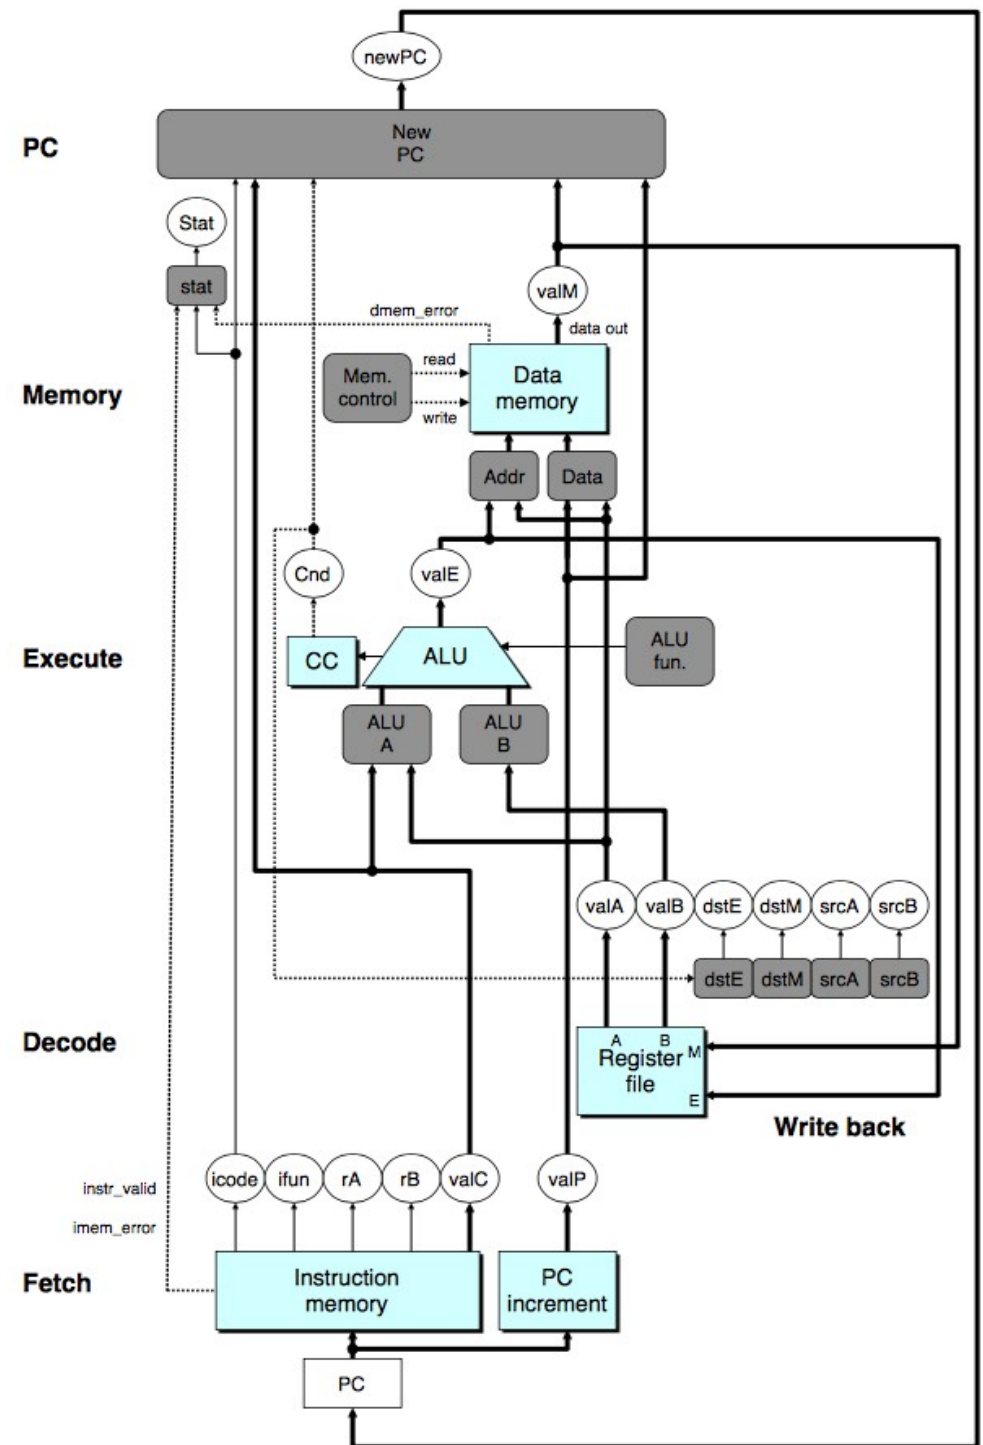 newPC
PC
New
PC
Stat
stat
valM
dmem_error
data out
read
Memory
Mem.
control
Data
memory
write
Addr
Data
Cnd
valE
Execute
CC
ALU
ALU
fun.
ALU
A
ALU
B
valA
valB
dstE
dstM
srcA
srcB
dstE
dstM
srcA
srcB
Decode
A
B
M
Register
file
E
Write back
icode
ifun
rA
rB
valC
valP
instr_valid
imem_error
Fetch
Instruction
memory
PC
increment
PC